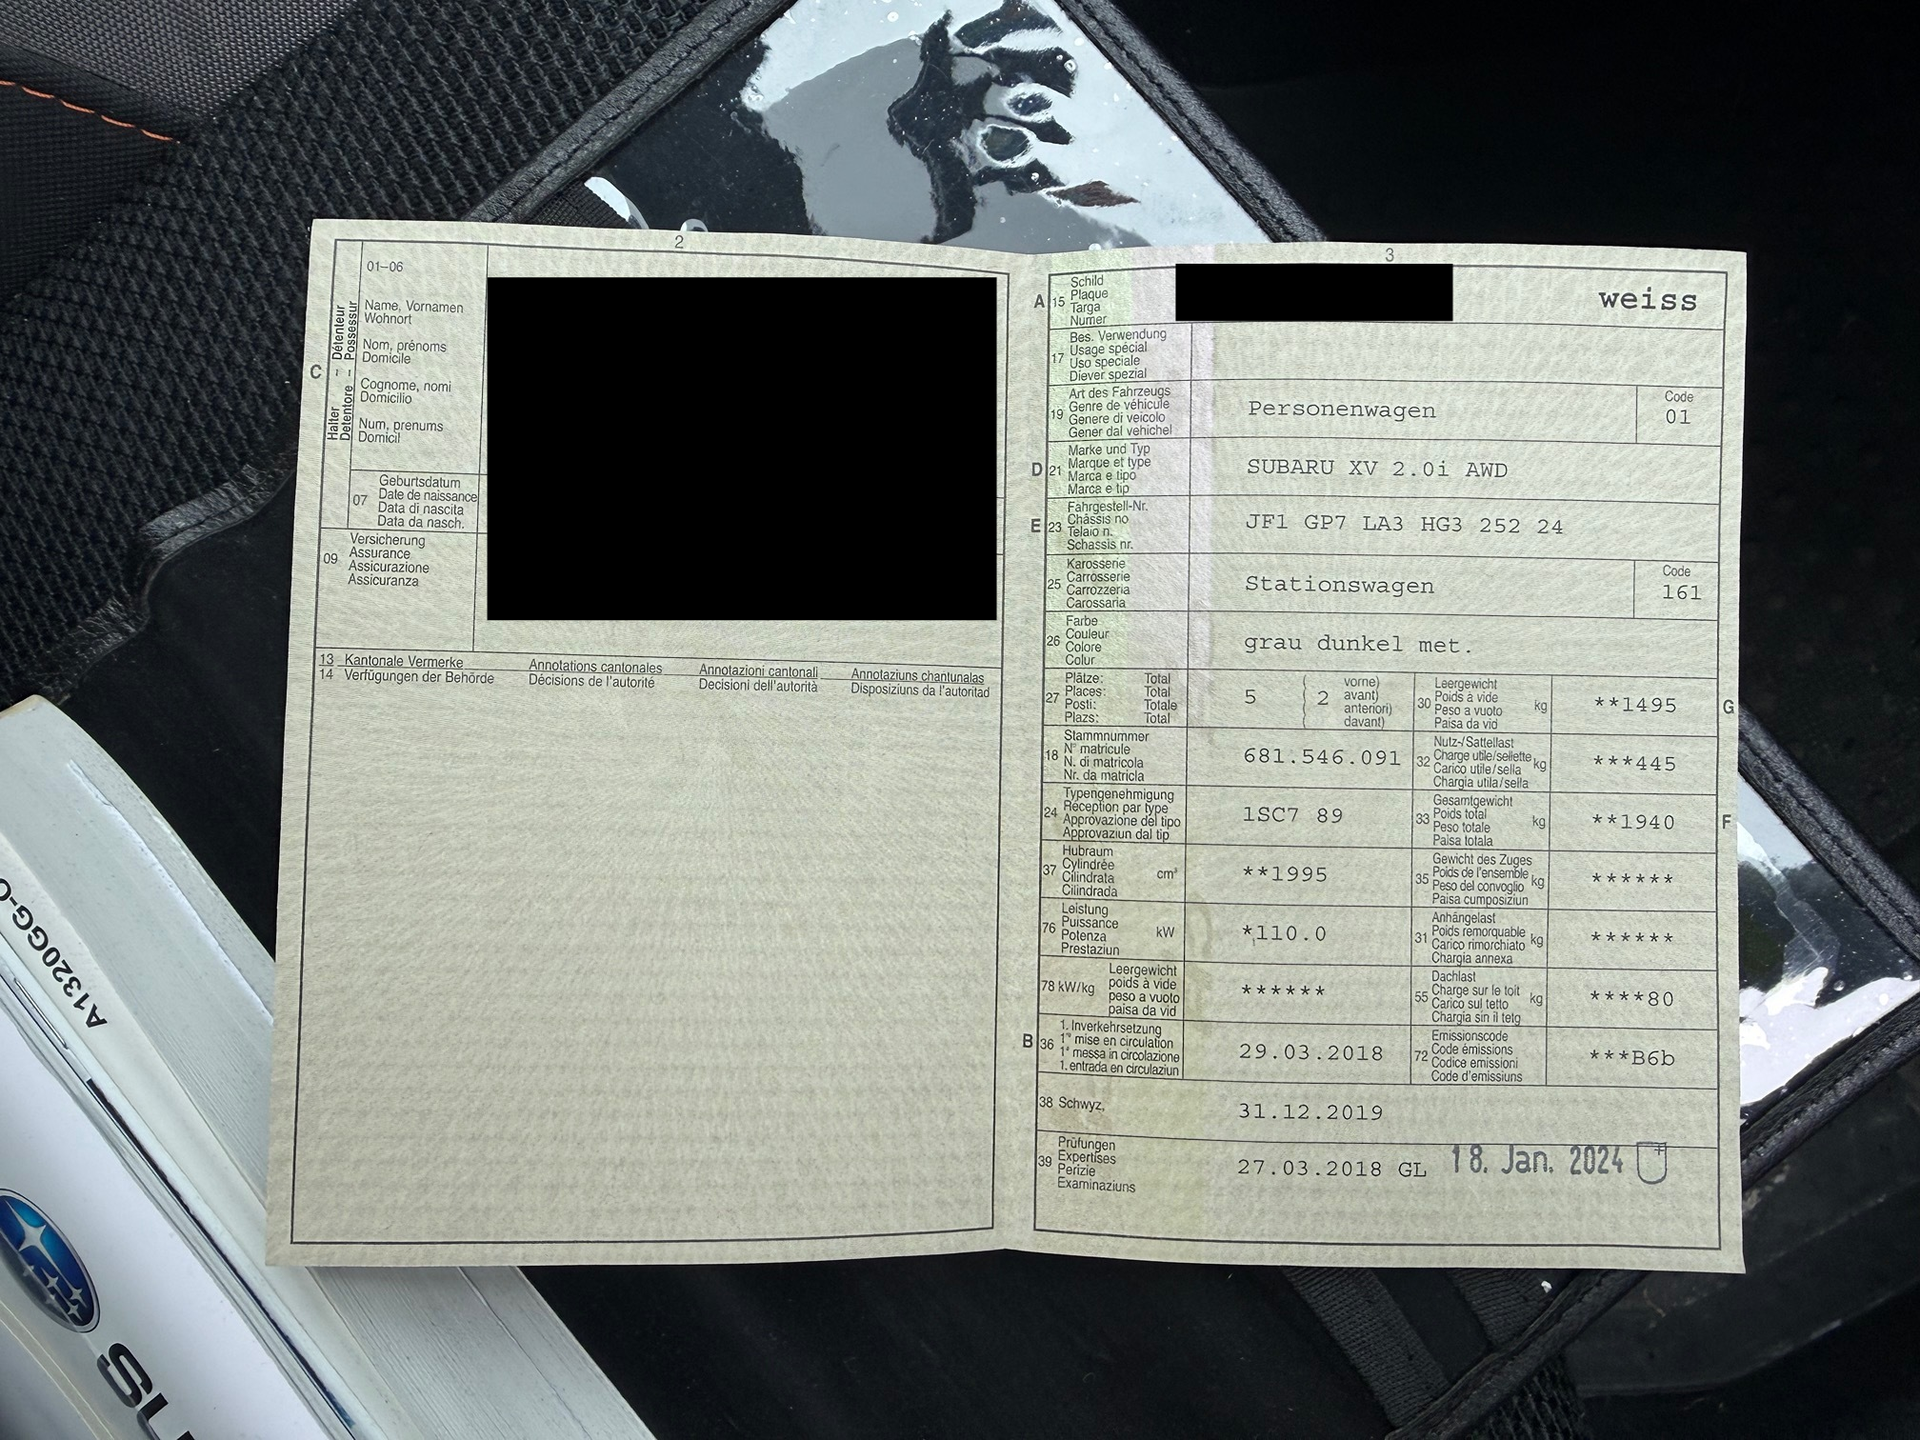 2
01–06
Name, Vornamen
Wohnort
Nom, prénoms
Domicile
Cognome, nomi
Domicilio
Num, prenums
Domicil
C
Halter – Détenteur
Detentore – Possessur
07
Geburtsdatum
Date de naissance
Data di nascita
Data da nasch.
09
Versicherung
Assurance
Assicurazione
Assicuranza
13 Kantonale Vermerke Annotations cantonales Annotazioni cantonali Annotaziuns chantunalas
14 Verfügungen der Behörde Décisions de l'autorité Decisioni dell'autorità Disposiziuns da l'autoritad
3
A 15
Schild
Plaque
Targa
Numer
weiss
17
Bes. Verwendung
Usage spécial
Uso speciale
Diever spezial
19
Art des Fahrzeugs
Genre de véhicule
Genere di veicolo
Gener dal vehichel
Personenwagen
Code
01
D 21
Marke und Typ
Marque et type
Marca e tipo
Marca e tip
SUBARU XV 2.0i AWD
E 23
Fahrgestell-Nr.
Châssis no
Telaio n.
Schassis nr.
JF1 GP7 LA3 HG3 252 24
25
Karosserie
Carrosserie
Carrozzeria
Carossaria
Stationswagen
Code
161
26
Farbe
Couleur
Colore
Colur
grau dunkel met.
27
Plätze: Total
Places: Total
Posti: Totale
Plazs: Total
5
( 2
vorne)
avant)
anteriori)
davant)
30
Leergewicht
Poids à vide
Peso a vuoto
Paisa da vid
kg
**1495
G
18
Stammnummer
N° matricule
N. di matricola
Nr. da matricla
681.546.091
32
Nutz-/Sattellast
Charge utile/sellette
Carico utile/sella
Chargia utila/sella
kg
***445
24
Typengenehmigung
Réception par type
Approvazione del tipo
Approvaziun dal tip
1SC7 89
33
Gesamtgewicht
Poids total
Peso totale
Paisa totala
kg
**1940
F
37
Hubraum
Cylindrée
Cilindrata
Cilindrada
cm³
**1995
35
Gewicht des Zuges
Poids de l'ensemble
Peso del convoglio
Paisa cumposiziun
kg
******
76
Leistung
Puissance
Potenza
Prestaziun
kW
*110.0
31
Anhängelast
Poids remorquable
Carico rimorchiato
Chargia annexa
kg
******
78 kW/kg
Leergewicht
poids à vide
peso a vuoto
paisa da vid
******
55
Dachlast
Charge sur le toit
Carico sul tetto
Chargia sin il tetg
kg
****80
B 36
1. Inverkehrsetzung
1re mise en circulation
1a messa in circolazione
1. entrada en circulaziun
29.03.2018
72
Emissionscode
Code émissions
Codice emissioni
Code d'emissiuns
***B6b
38 Schwyz,
31.12.2019
39
Prüfungen
Expertises
Perizie
Examinaziuns
27.03.2018 GL
18. Jan. 2024
A1320GG-
SU